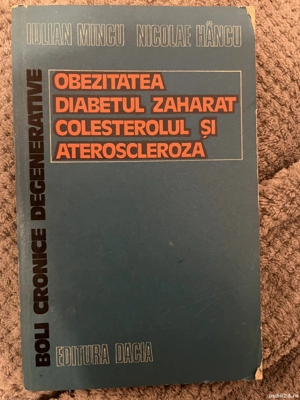 IULIAN MINCU NICOLAE HÂNCU
OBEZITATEA
DIABETUL ZAHARAT
COLESTEROLUL ȘI
ATEROSCLEROZA
BOLI CRONICE DEGENERATIVE
EDITURA DACIA